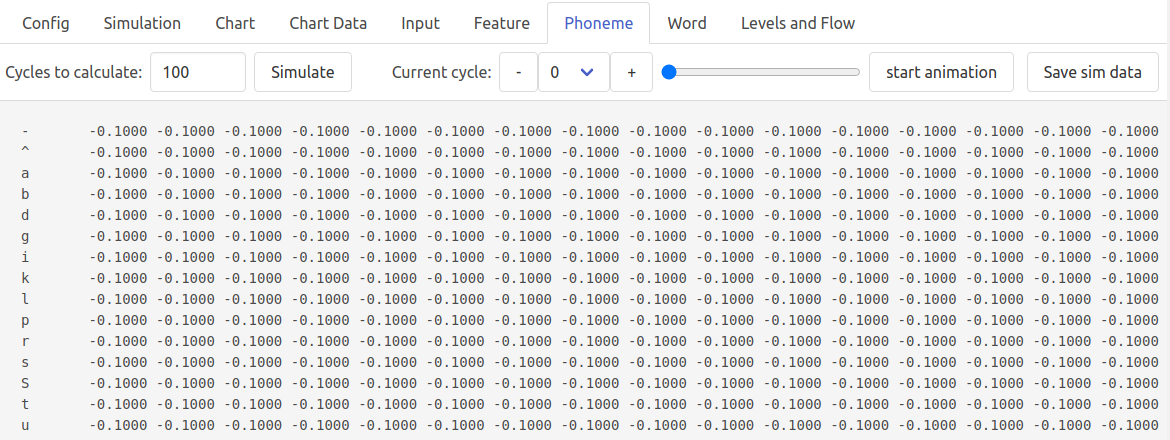 Config Simulation Chart Chart Data Input Feature Phoneme Word Levels and Flow
Cycles to calculate: 100 Simulate Current cycle: - 0 + start animation Save sim data
- -0.1000 -0.1000 -0.1000 -0.1000 -0.1000 -0.1000 -0.1000 -0.1000 -0.1000 -0.1000 -0.1000 -0.1000 -0.1000 -0.1000 -0.1000 -0.1000
^ -0.1000 -0.1000 -0.1000 -0.1000 -0.1000 -0.1000 -0.1000 -0.1000 -0.1000 -0.1000 -0.1000 -0.1000 -0.1000 -0.1000 -0.1000 -0.1000
a -0.1000 -0.1000 -0.1000 -0.1000 -0.1000 -0.1000 -0.1000 -0.1000 -0.1000 -0.1000 -0.1000 -0.1000 -0.1000 -0.1000 -0.1000 -0.1000
b -0.1000 -0.1000 -0.1000 -0.1000 -0.1000 -0.1000 -0.1000 -0.1000 -0.1000 -0.1000 -0.1000 -0.1000 -0.1000 -0.1000 -0.1000 -0.1000
d -0.1000 -0.1000 -0.1000 -0.1000 -0.1000 -0.1000 -0.1000 -0.1000 -0.1000 -0.1000 -0.1000 -0.1000 -0.1000 -0.1000 -0.1000 -0.1000
g -0.1000 -0.1000 -0.1000 -0.1000 -0.1000 -0.1000 -0.1000 -0.1000 -0.1000 -0.1000 -0.1000 -0.1000 -0.1000 -0.1000 -0.1000 -0.1000
i -0.1000 -0.1000 -0.1000 -0.1000 -0.1000 -0.1000 -0.1000 -0.1000 -0.1000 -0.1000 -0.1000 -0.1000 -0.1000 -0.1000 -0.1000 -0.1000
k -0.1000 -0.1000 -0.1000 -0.1000 -0.1000 -0.1000 -0.1000 -0.1000 -0.1000 -0.1000 -0.1000 -0.1000 -0.1000 -0.1000 -0.1000 -0.1000
l -0.1000 -0.1000 -0.1000 -0.1000 -0.1000 -0.1000 -0.1000 -0.1000 -0.1000 -0.1000 -0.1000 -0.1000 -0.1000 -0.1000 -0.1000 -0.1000
p -0.1000 -0.1000 -0.1000 -0.1000 -0.1000 -0.1000 -0.1000 -0.1000 -0.1000 -0.1000 -0.1000 -0.1000 -0.1000 -0.1000 -0.1000 -0.1000
r -0.1000 -0.1000 -0.1000 -0.1000 -0.1000 -0.1000 -0.1000 -0.1000 -0.1000 -0.1000 -0.1000 -0.1000 -0.1000 -0.1000 -0.1000 -0.1000
s -0.1000 -0.1000 -0.1000 -0.1000 -0.1000 -0.1000 -0.1000 -0.1000 -0.1000 -0.1000 -0.1000 -0.1000 -0.1000 -0.1000 -0.1000 -0.1000
S -0.1000 -0.1000 -0.1000 -0.1000 -0.1000 -0.1000 -0.1000 -0.1000 -0.1000 -0.1000 -0.1000 -0.1000 -0.1000 -0.1000 -0.1000 -0.1000
t -0.1000 -0.1000 -0.1000 -0.1000 -0.1000 -0.1000 -0.1000 -0.1000 -0.1000 -0.1000 -0.1000 -0.1000 -0.1000 -0.1000 -0.1000 -0.1000
u -0.1000 -0.1000 -0.1000 -0.1000 -0.1000 -0.1000 -0.1000 -0.1000 -0.1000 -0.1000 -0.1000 -0.1000 -0.1000 -0.1000 -0.1000 -0.1000